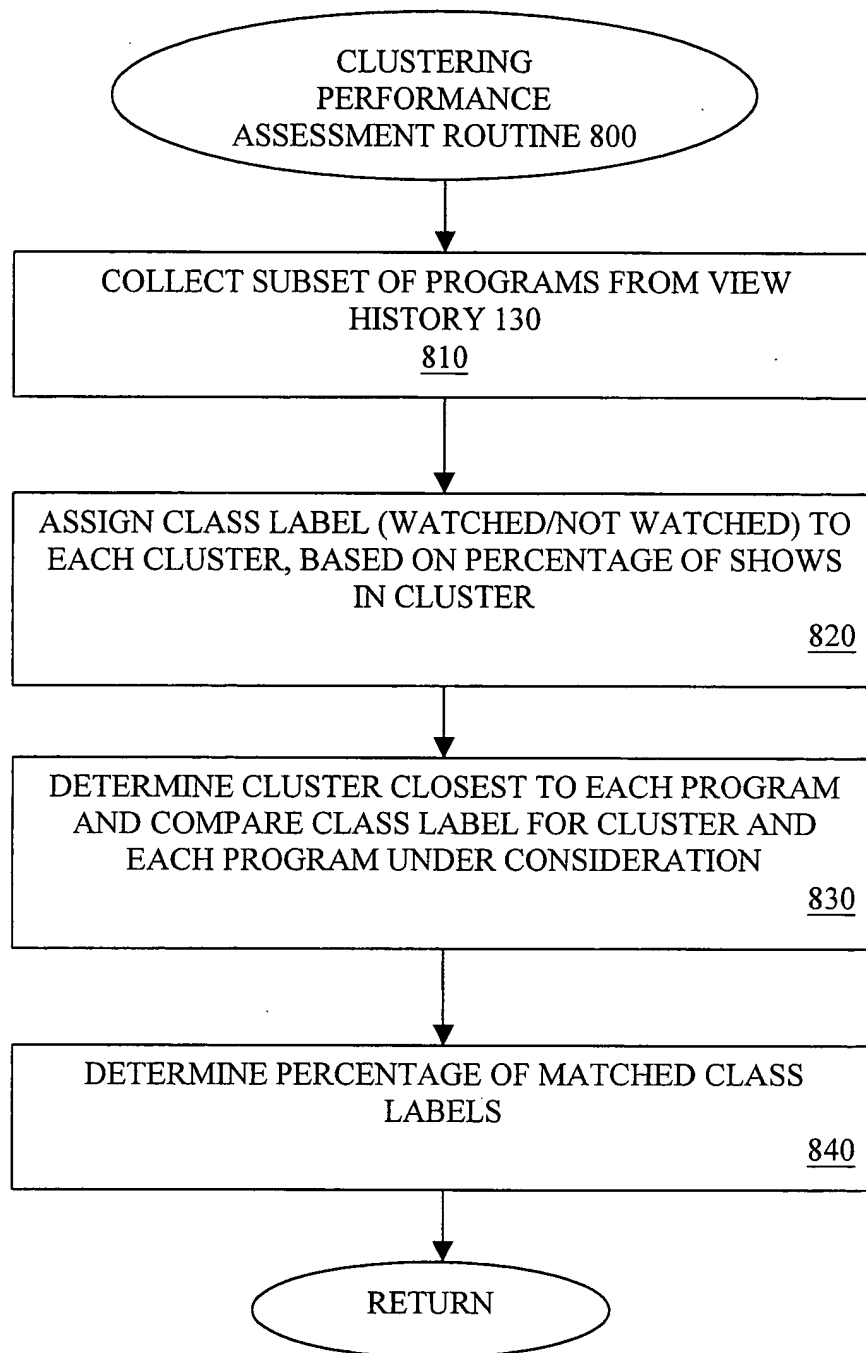 CLUSTERING
PERFORMANCE
ASSESSMENT ROUTINE 800
COLLECT SUBSET OF PROGRAMS FROM VIEW
HISTORY 130
810
ASSIGN CLASS LABEL (WATCHED/NOT WATCHED) TO
EACH CLUSTER, BASED ON PERCENTAGE OF SHOWS
IN CLUSTER
820
DETERMINE CLUSTER CLOSEST TO EACH PROGRAM
AND COMPARE CLASS LABEL FOR CLUSTER AND
EACH PROGRAM UNDER CONSIDERATION
830
DETERMINE PERCENTAGE OF MATCHED CLASS
LABELS
840
RETURN